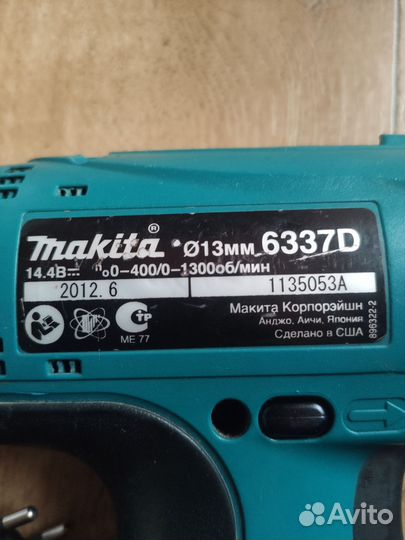 makita ® Ø13мм 6337D
14.4В n₀0-400/0-1300об/мин
2012. 6 1135053A
Макита Корпорэйшн
Анджо, Аичи, Япония
Сделано в США
ME 77
896322-2
Avito